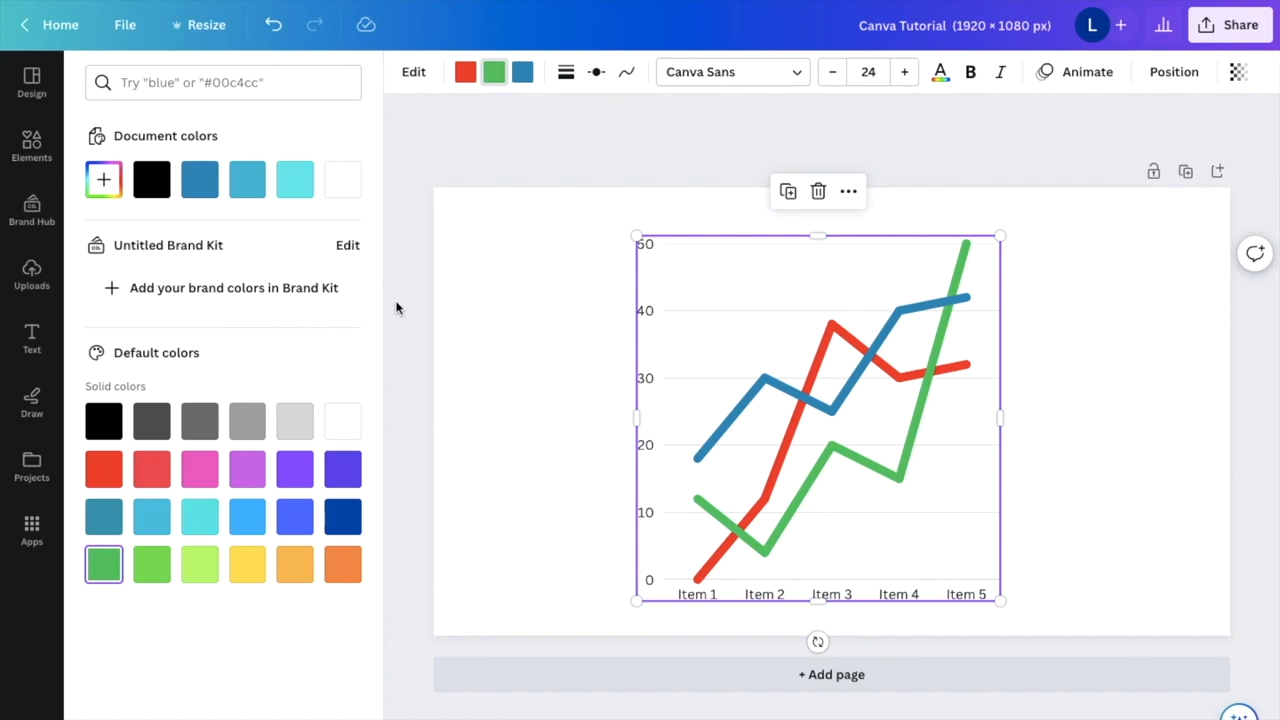 Home File Resize Canva Tutorial (1920 × 1080 px) L + Share
Design
Elements
Brand Hub
Uploads
Text
Draw
Projects
Apps
Try "blue" or "#00c4cc"
Document colors
Untitled Brand Kit Edit
Add your brand colors in Brand Kit
Default colors
Solid colors
Edit Canva Sans − 24 + A B I Animate Position
50
40
30
20
10
0
Item 1 Item 2 Item 3 Item 4 Item 5
+ Add page